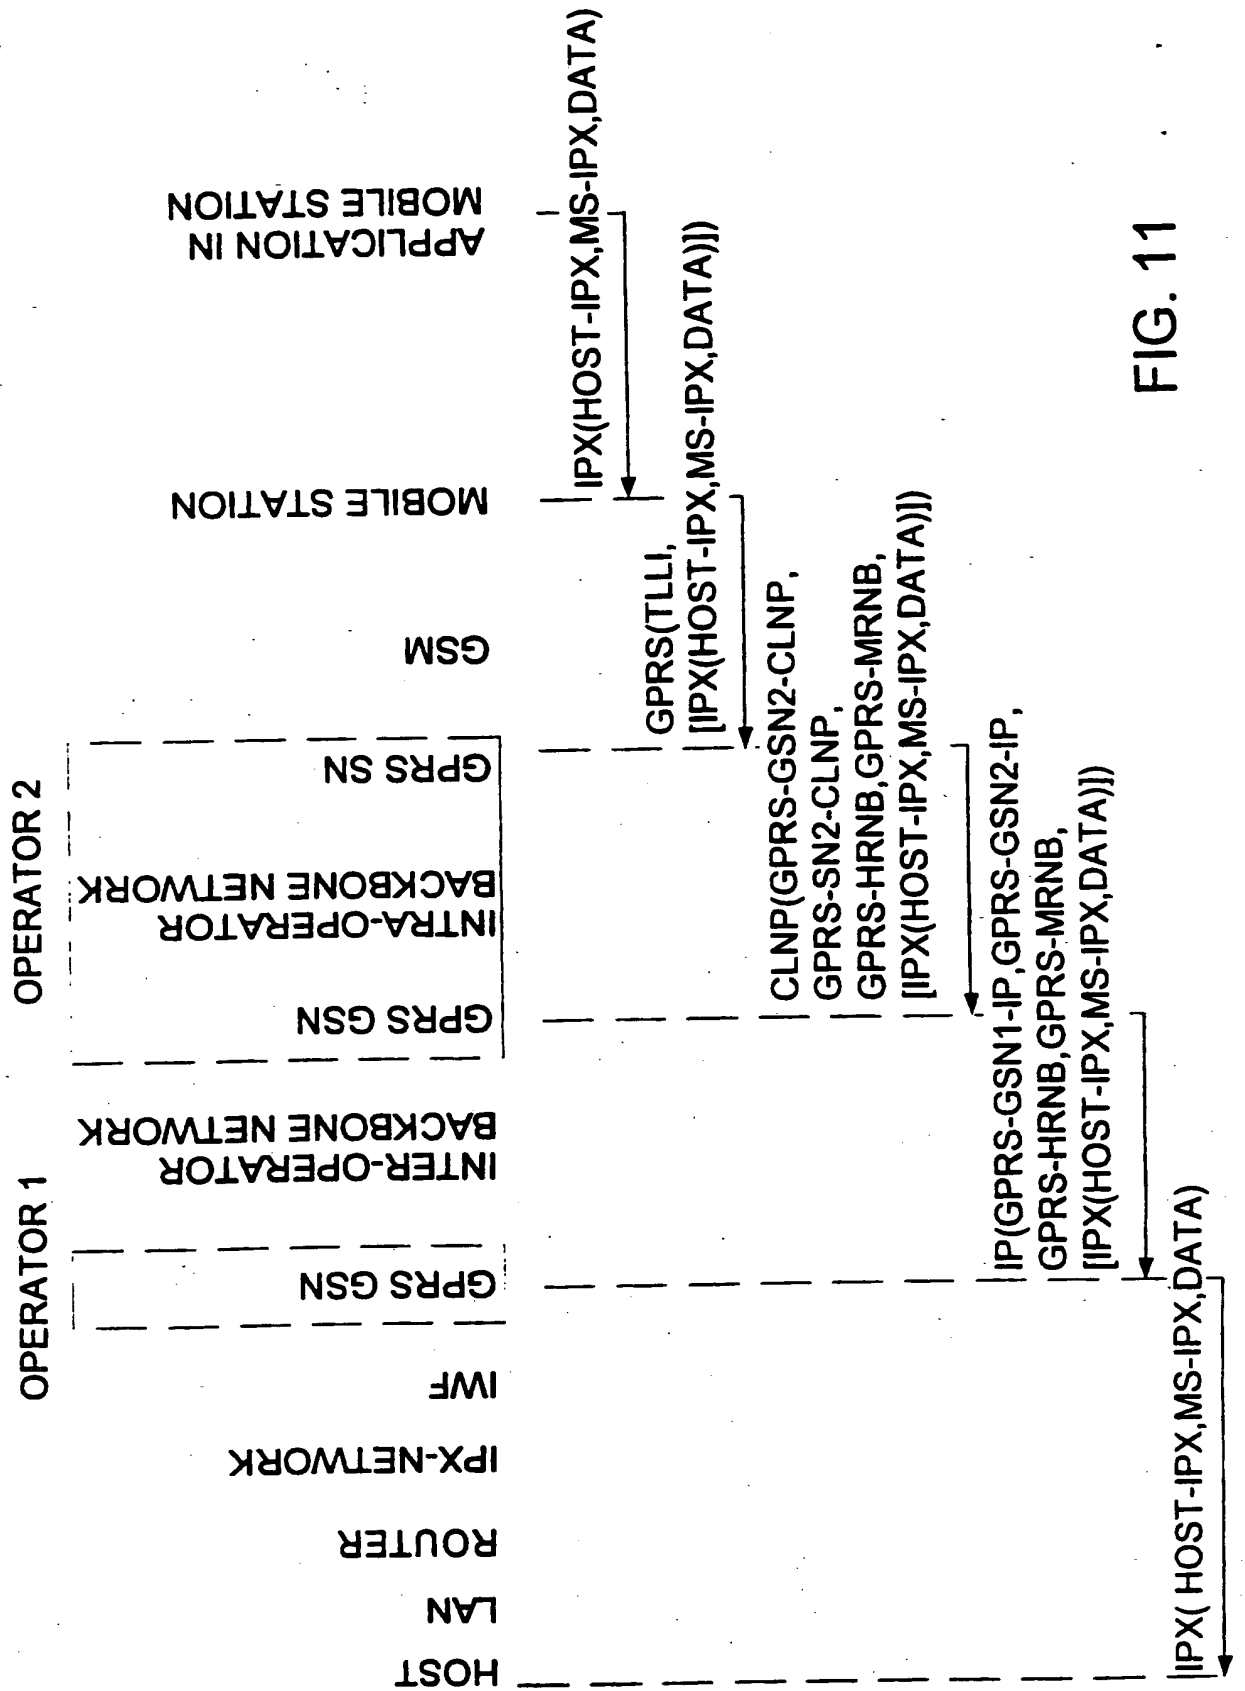 OPERATOR 1
OPERATOR 2
HOST
LAN
ROUTER
IPX-NETWORK
IWF
GPRS GSN
INTER-OPERATOR
BACKBONE NETWORK
GPRS GSN
INTRA-OPERATOR
BACKBONE NETWORK
GPRS SN
GSM
MOBILE STATION
APPLICATION IN
MOBILE STATION
IPX(HOST-IPX,MS-IPX,DATA)
GPRS(TLLI,
[IPX(HOST-IPX,MS-IPX,DATA)])
CLNP(GPRS-GSN2-CLNP,
GPRS-SN2-CLNP,
GPRS-HRNB,GPRS-MRNB,
[IPX(HOST-IPX,MS-IPX,DATA)])
IP(GPRS-GSN1-IP,GPRS-GSN2-IP,
GPRS-HRNB,GPRS-MRNB,
[IPX(HOST-IPX,MS-IPX,DATA)])
IPX( HOST-IPX,MS-IPX,DATA)
FIG. 11